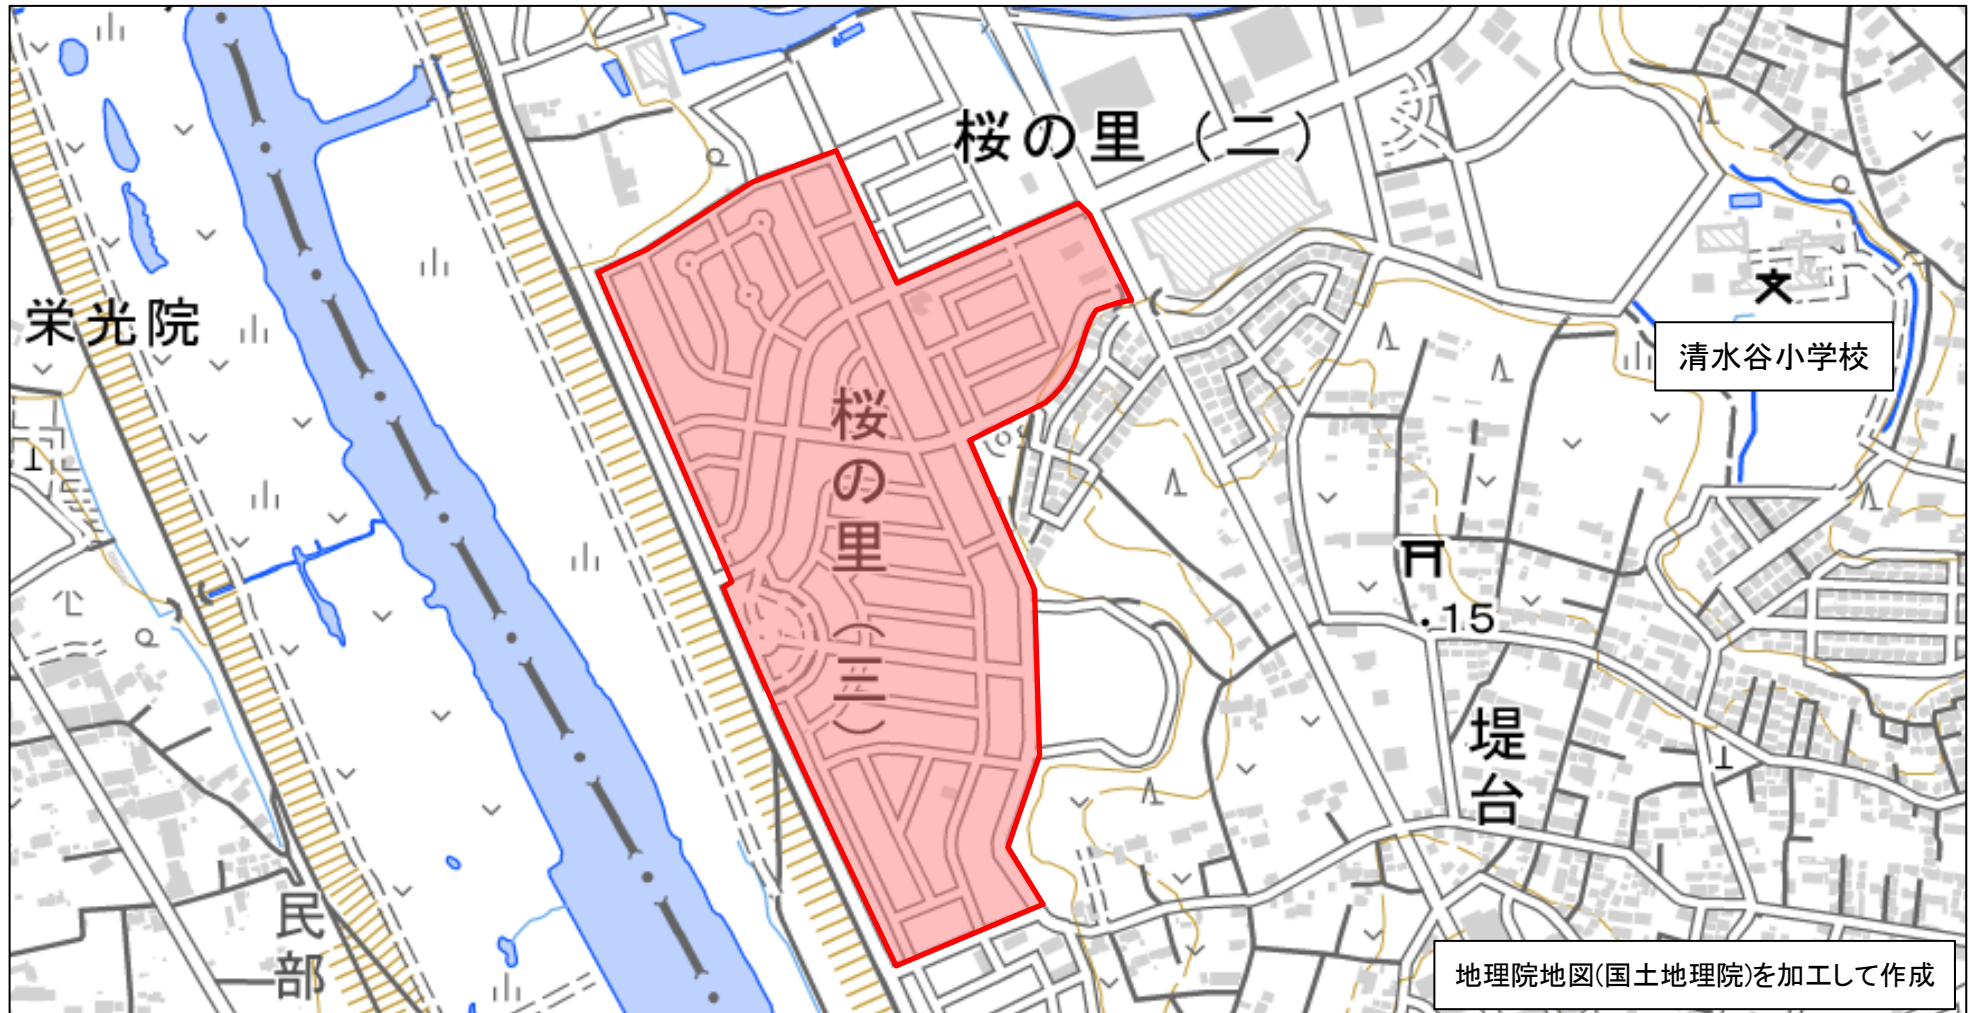 桜の里（二）
栄光院
清水谷小学校
桜の里（三）
15
堤台
民部
地理院地図(国土地理院)を加工して作成